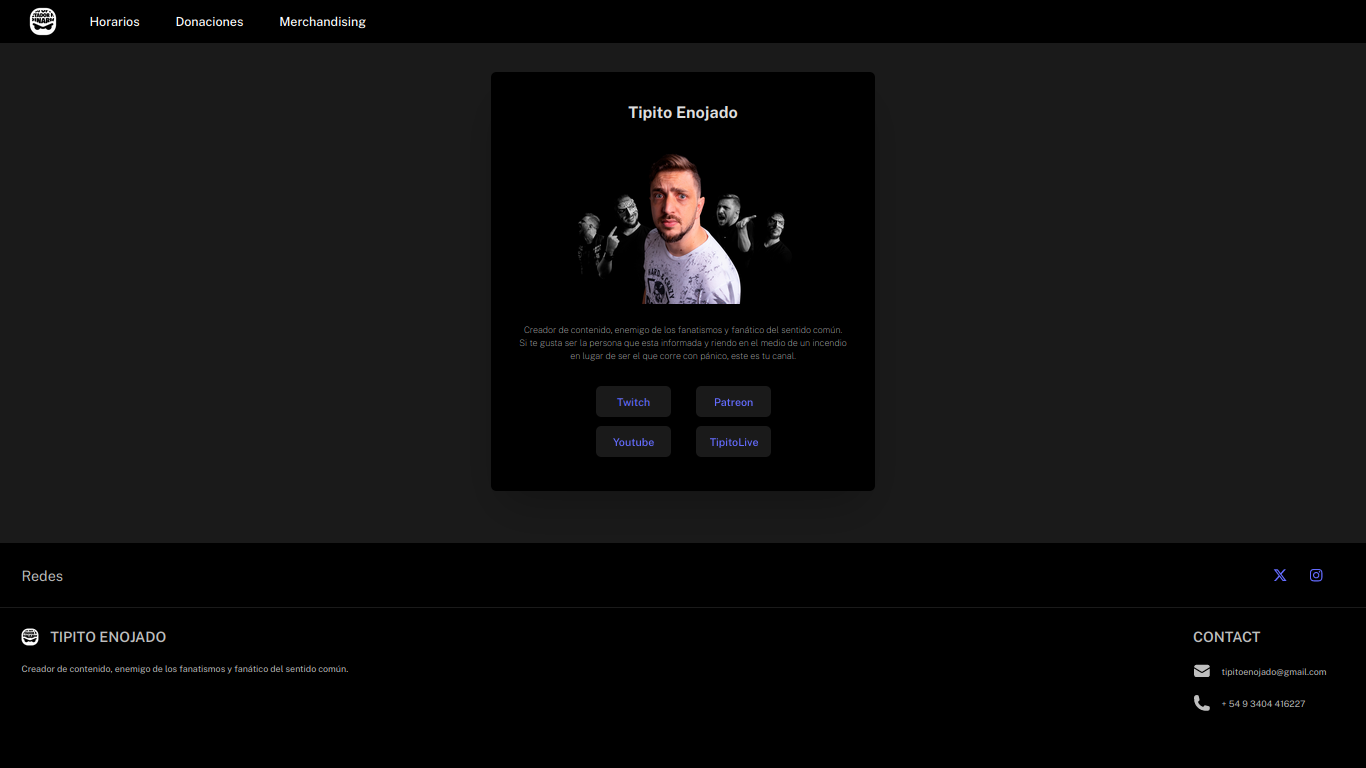 Horarios
Donaciones
Merchandising
Tipito Enojado
Creador de contenido, enemigo de los fanatismos y fanático del sentido común.
Si te gusta ser la persona que esta informada y riendo en el medio de un incendio
en lugar de ser el que corre con pánico, este es tu canal.
Twitch
Patreon
Youtube
TipitoLive
Redes
TIPITO ENOJADO
Creador de contenido, enemigo de los fanatismos y fanático del sentido común.
CONTACT
tipitoenojado@gmail.com
+ 54 9 3404 416227